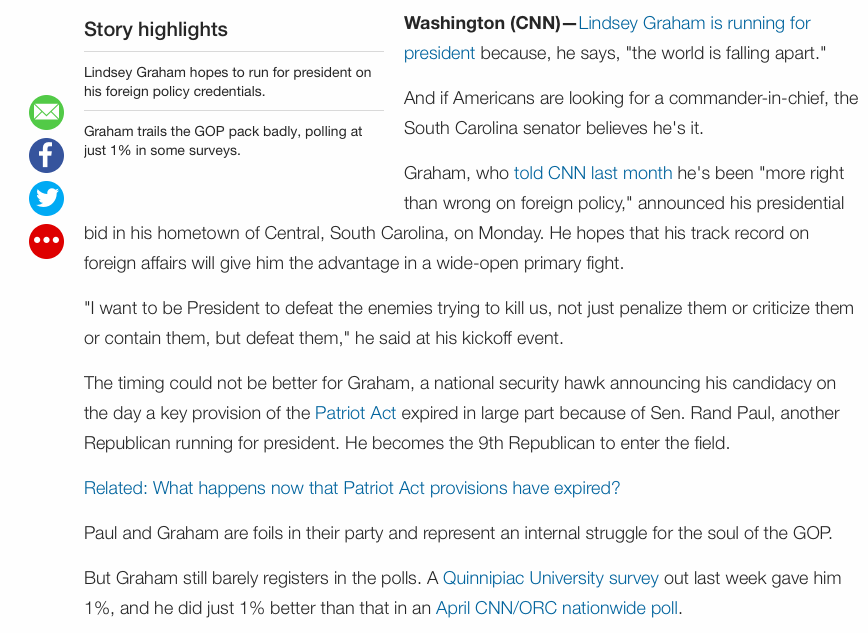 Story highlights
Lindsey Graham hopes to run for president on
his foreign policy credentials.
Graham trails the GOP pack badly, polling at
just 1% in some surveys.
Washington (CNN)—Lindsey Graham is running for
president because, he says, "the world is falling apart."
And if Americans are looking for a commander-in-chief, the
South Carolina senator believes he's it.
Graham, who told CNN last month he's been "more right
than wrong on foreign policy," announced his presidential
bid in his hometown of Central, South Carolina, on Monday. He hopes that his track record on
foreign affairs will give him the advantage in a wide-open primary fight.
"I want to be President to defeat the enemies trying to kill us, not just penalize them or criticize them
or contain them, but defeat them," he said at his kickoff event.
The timing could not be better for Graham, a national security hawk announcing his candidacy on
the day a key provision of the Patriot Act expired in large part because of Sen. Rand Paul, another
Republican running for president. He becomes the 9th Republican to enter the field.
Related: What happens now that Patriot Act provisions have expired?
Paul and Graham are foils in their party and represent an internal struggle for the soul of the GOP.
But Graham still barely registers in the polls. A Quinnipiac University survey out last week gave him
1%, and he did just 1% better than that in an April CNN/ORC nationwide poll.